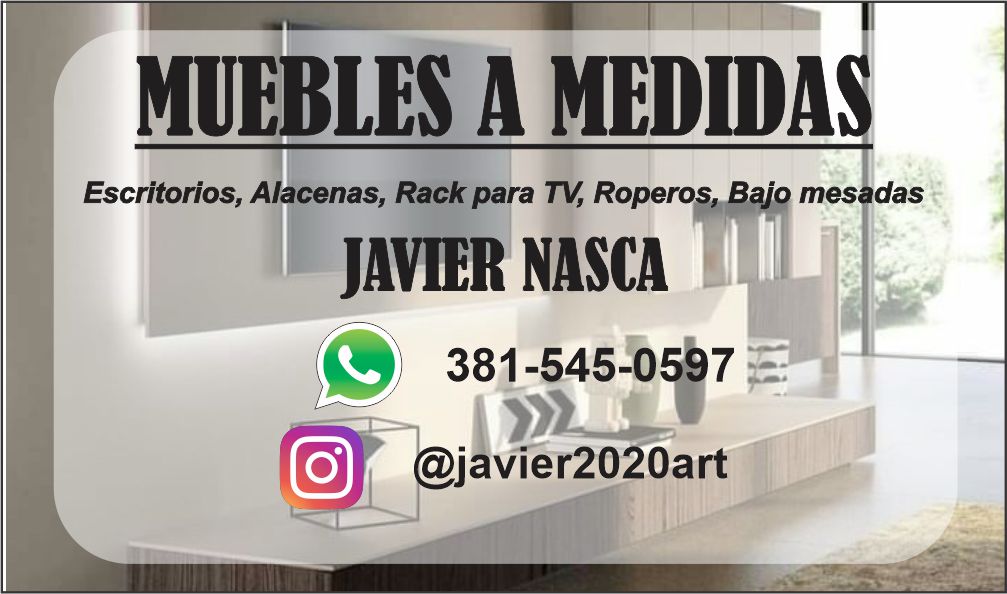 MUEBLES A MEDIDAS
Escritorios, Alacenas, Rack para TV, Roperos, Bajo mesadas
JAVIER NASCA
381-545-0597
@javier2020art